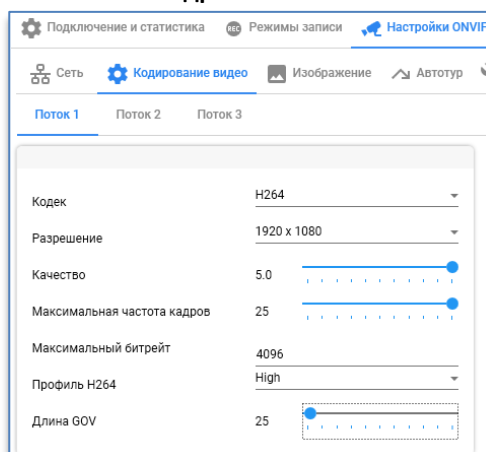 Подключение и статистика REC Режимы записи Настройки ONVIF
Сеть Кодирование видео Изображение Автотур
Поток 1 Поток 2 Поток 3
Кодек H264
Разрешение 1920 x 1080
Качество 5.0
Максимальная частота кадров 25
Максимальный битрейт 4096
Профиль H264 High
Длина GOV 25